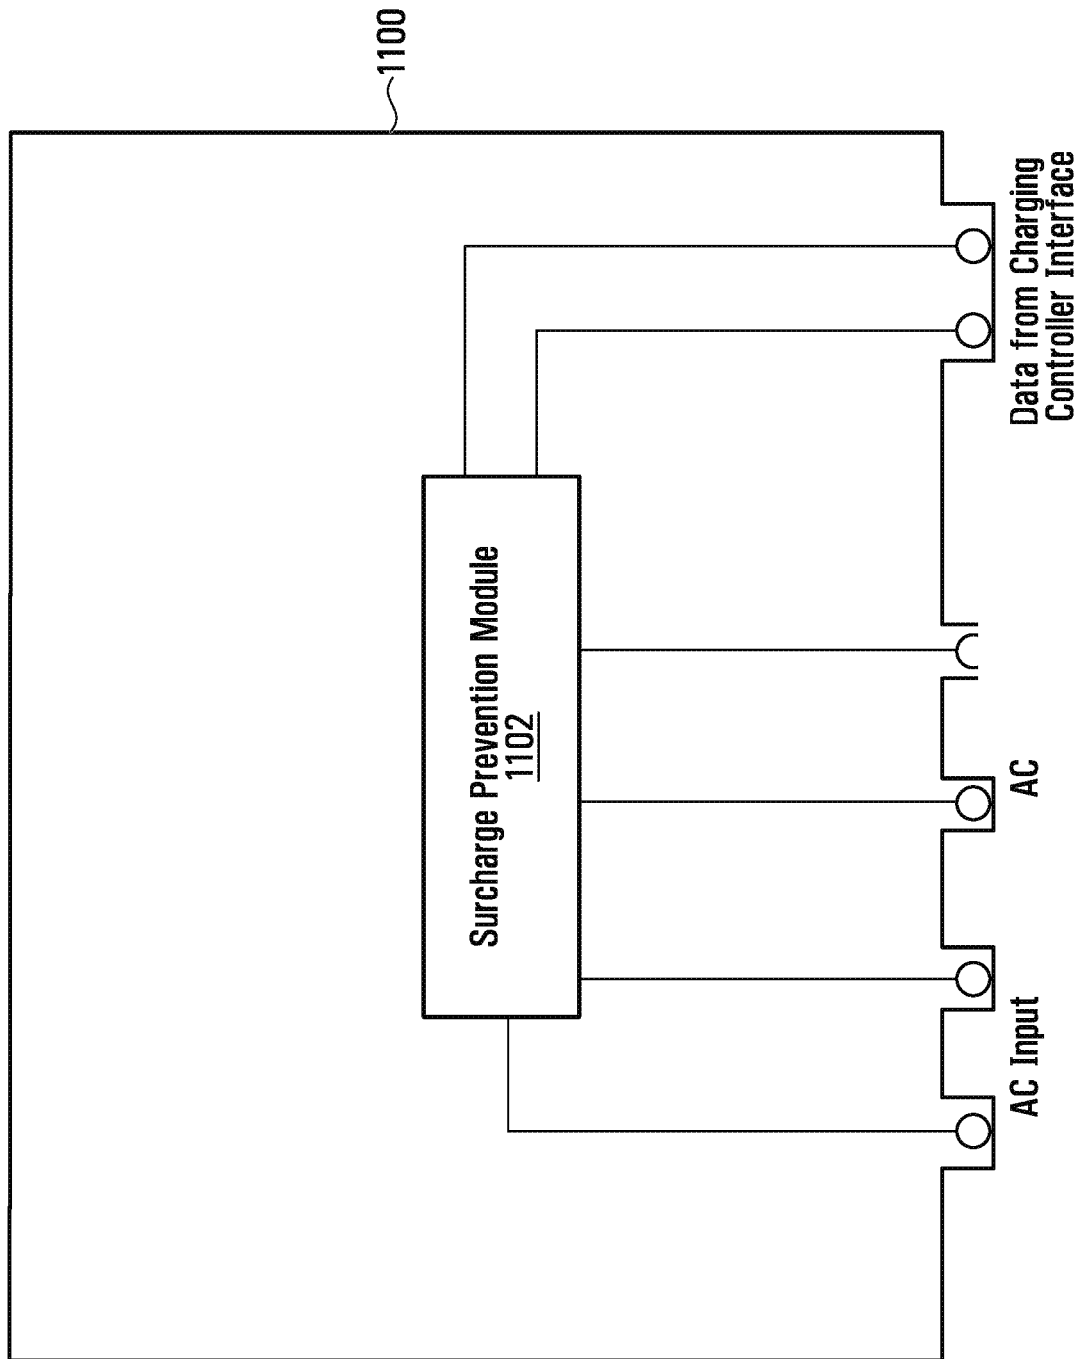 1100
Surcharge Prevention Module
1102
AC Input
AC
Data from Charging
Controller Interface